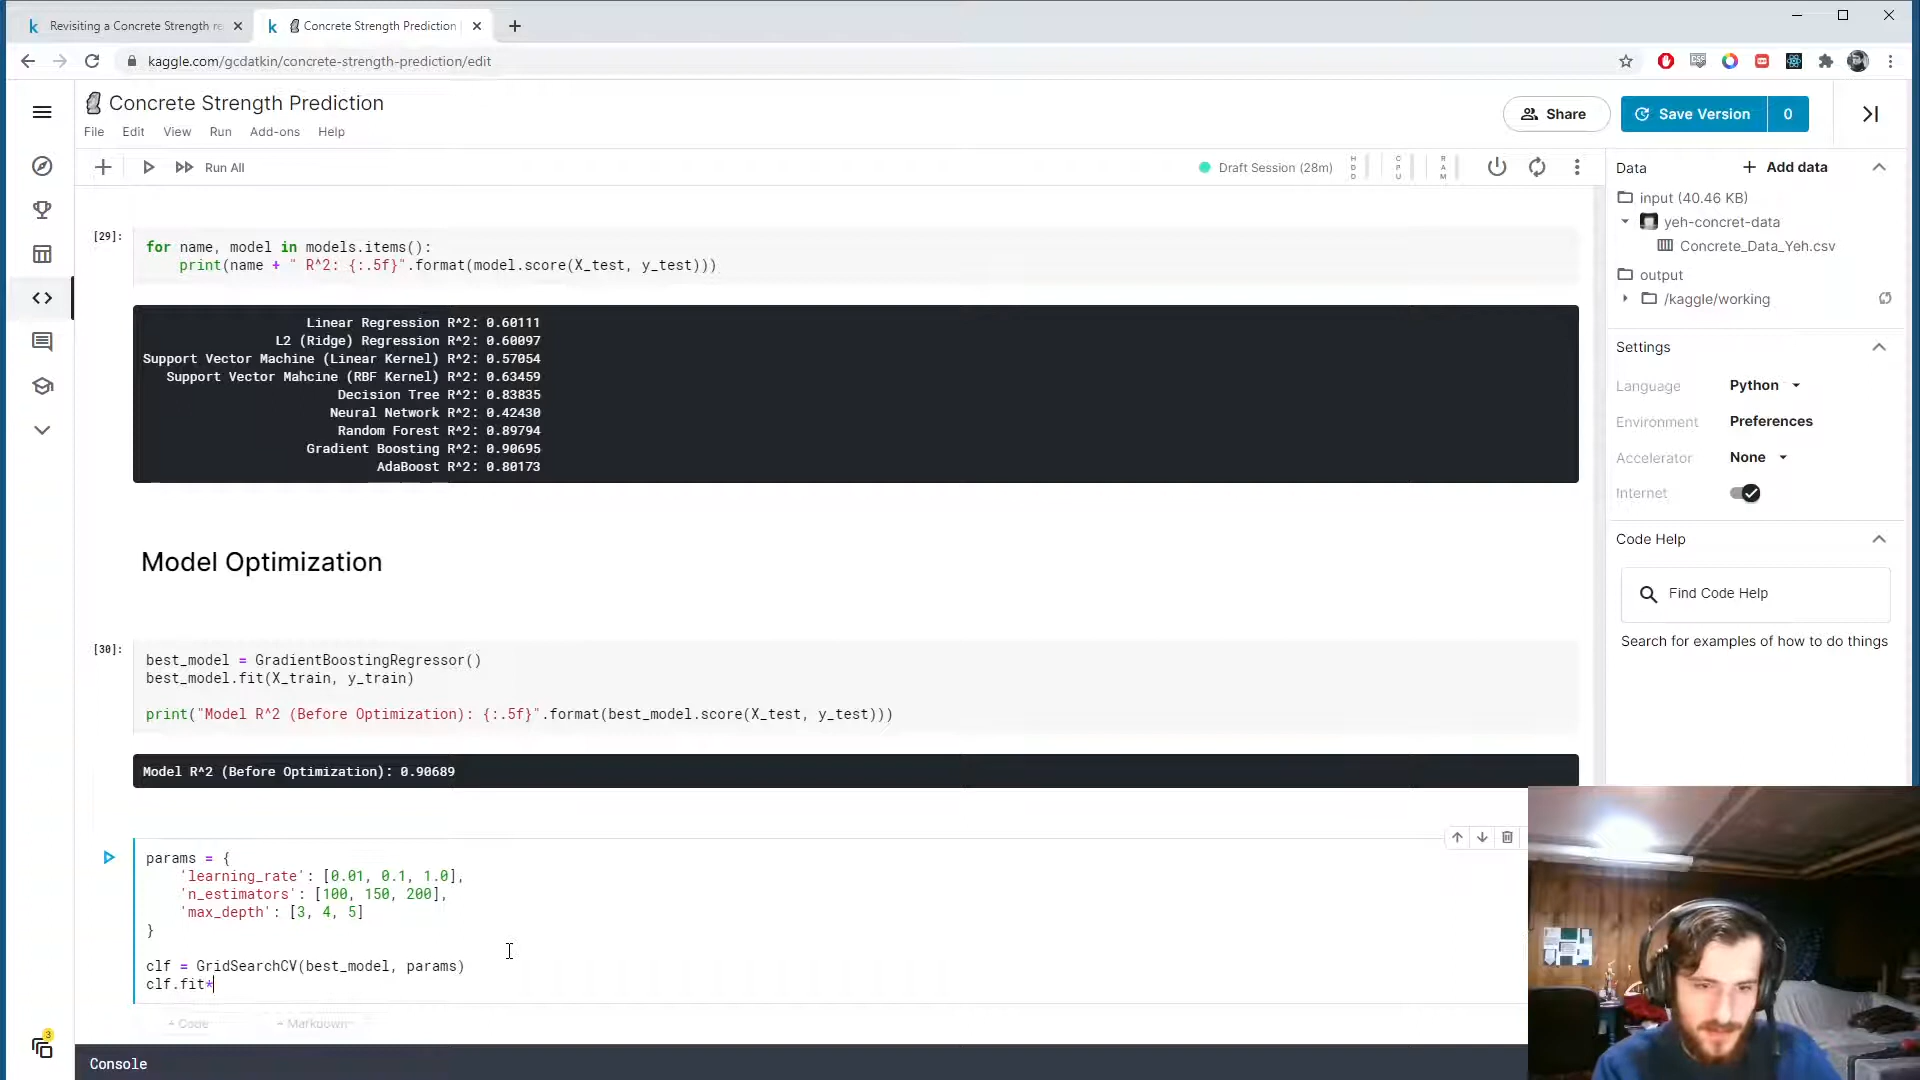 Revisiting a Concrete Strength re
Concrete Strength Prediction
kaggle.com/gcdatkin/concrete-strength-prediction/edit
Concrete Strength Prediction
File Edit View Run Add-ons Help
Share
Save Version 0
Run All
Draft Session (28m)
HDD
CPU
RAM
[29]:
for name, model in models.items():
    print(name + " R^2: {:.5f}".format(model.score(X_test, y_test)))
Linear Regression R^2: 0.60111
L2 (Ridge) Regression R^2: 0.60097
Support Vector Machine (Linear Kernel) R^2: 0.57054
Support Vector Mahcine (RBF Kernel) R^2: 0.63459
Decision Tree R^2: 0.83835
Neural Network R^2: 0.42430
Random Forest R^2: 0.89794
Gradient Boosting R^2: 0.90695
AdaBoost R^2: 0.80173
Model Optimization
[30]:
best_model = GradientBoostingRegressor()
best_model.fit(X_train, y_train)
print("Model R^2 (Before Optimization): {:.5f}".format(best_model.score(X_test, y_test)))
Model R^2 (Before Optimization): 0.90689
params = {
    'learning_rate': [0.01, 0.1, 1.0],
    'n_estimators': [100, 150, 200],
    'max_depth': [3, 4, 5]
}
clf = GridSearchCV(best_model, params)
clf.fit*
+ Code + Markdown
Console
3
Data
+ Add data
input (40.46 KB)
yeh-concret-data
Concrete_Data_Yeh.csv
output
/kaggle/working
Settings
Language Python
Environment Preferences
Accelerator None
Internet
Code Help
Find Code Help
Search for examples of how to do things